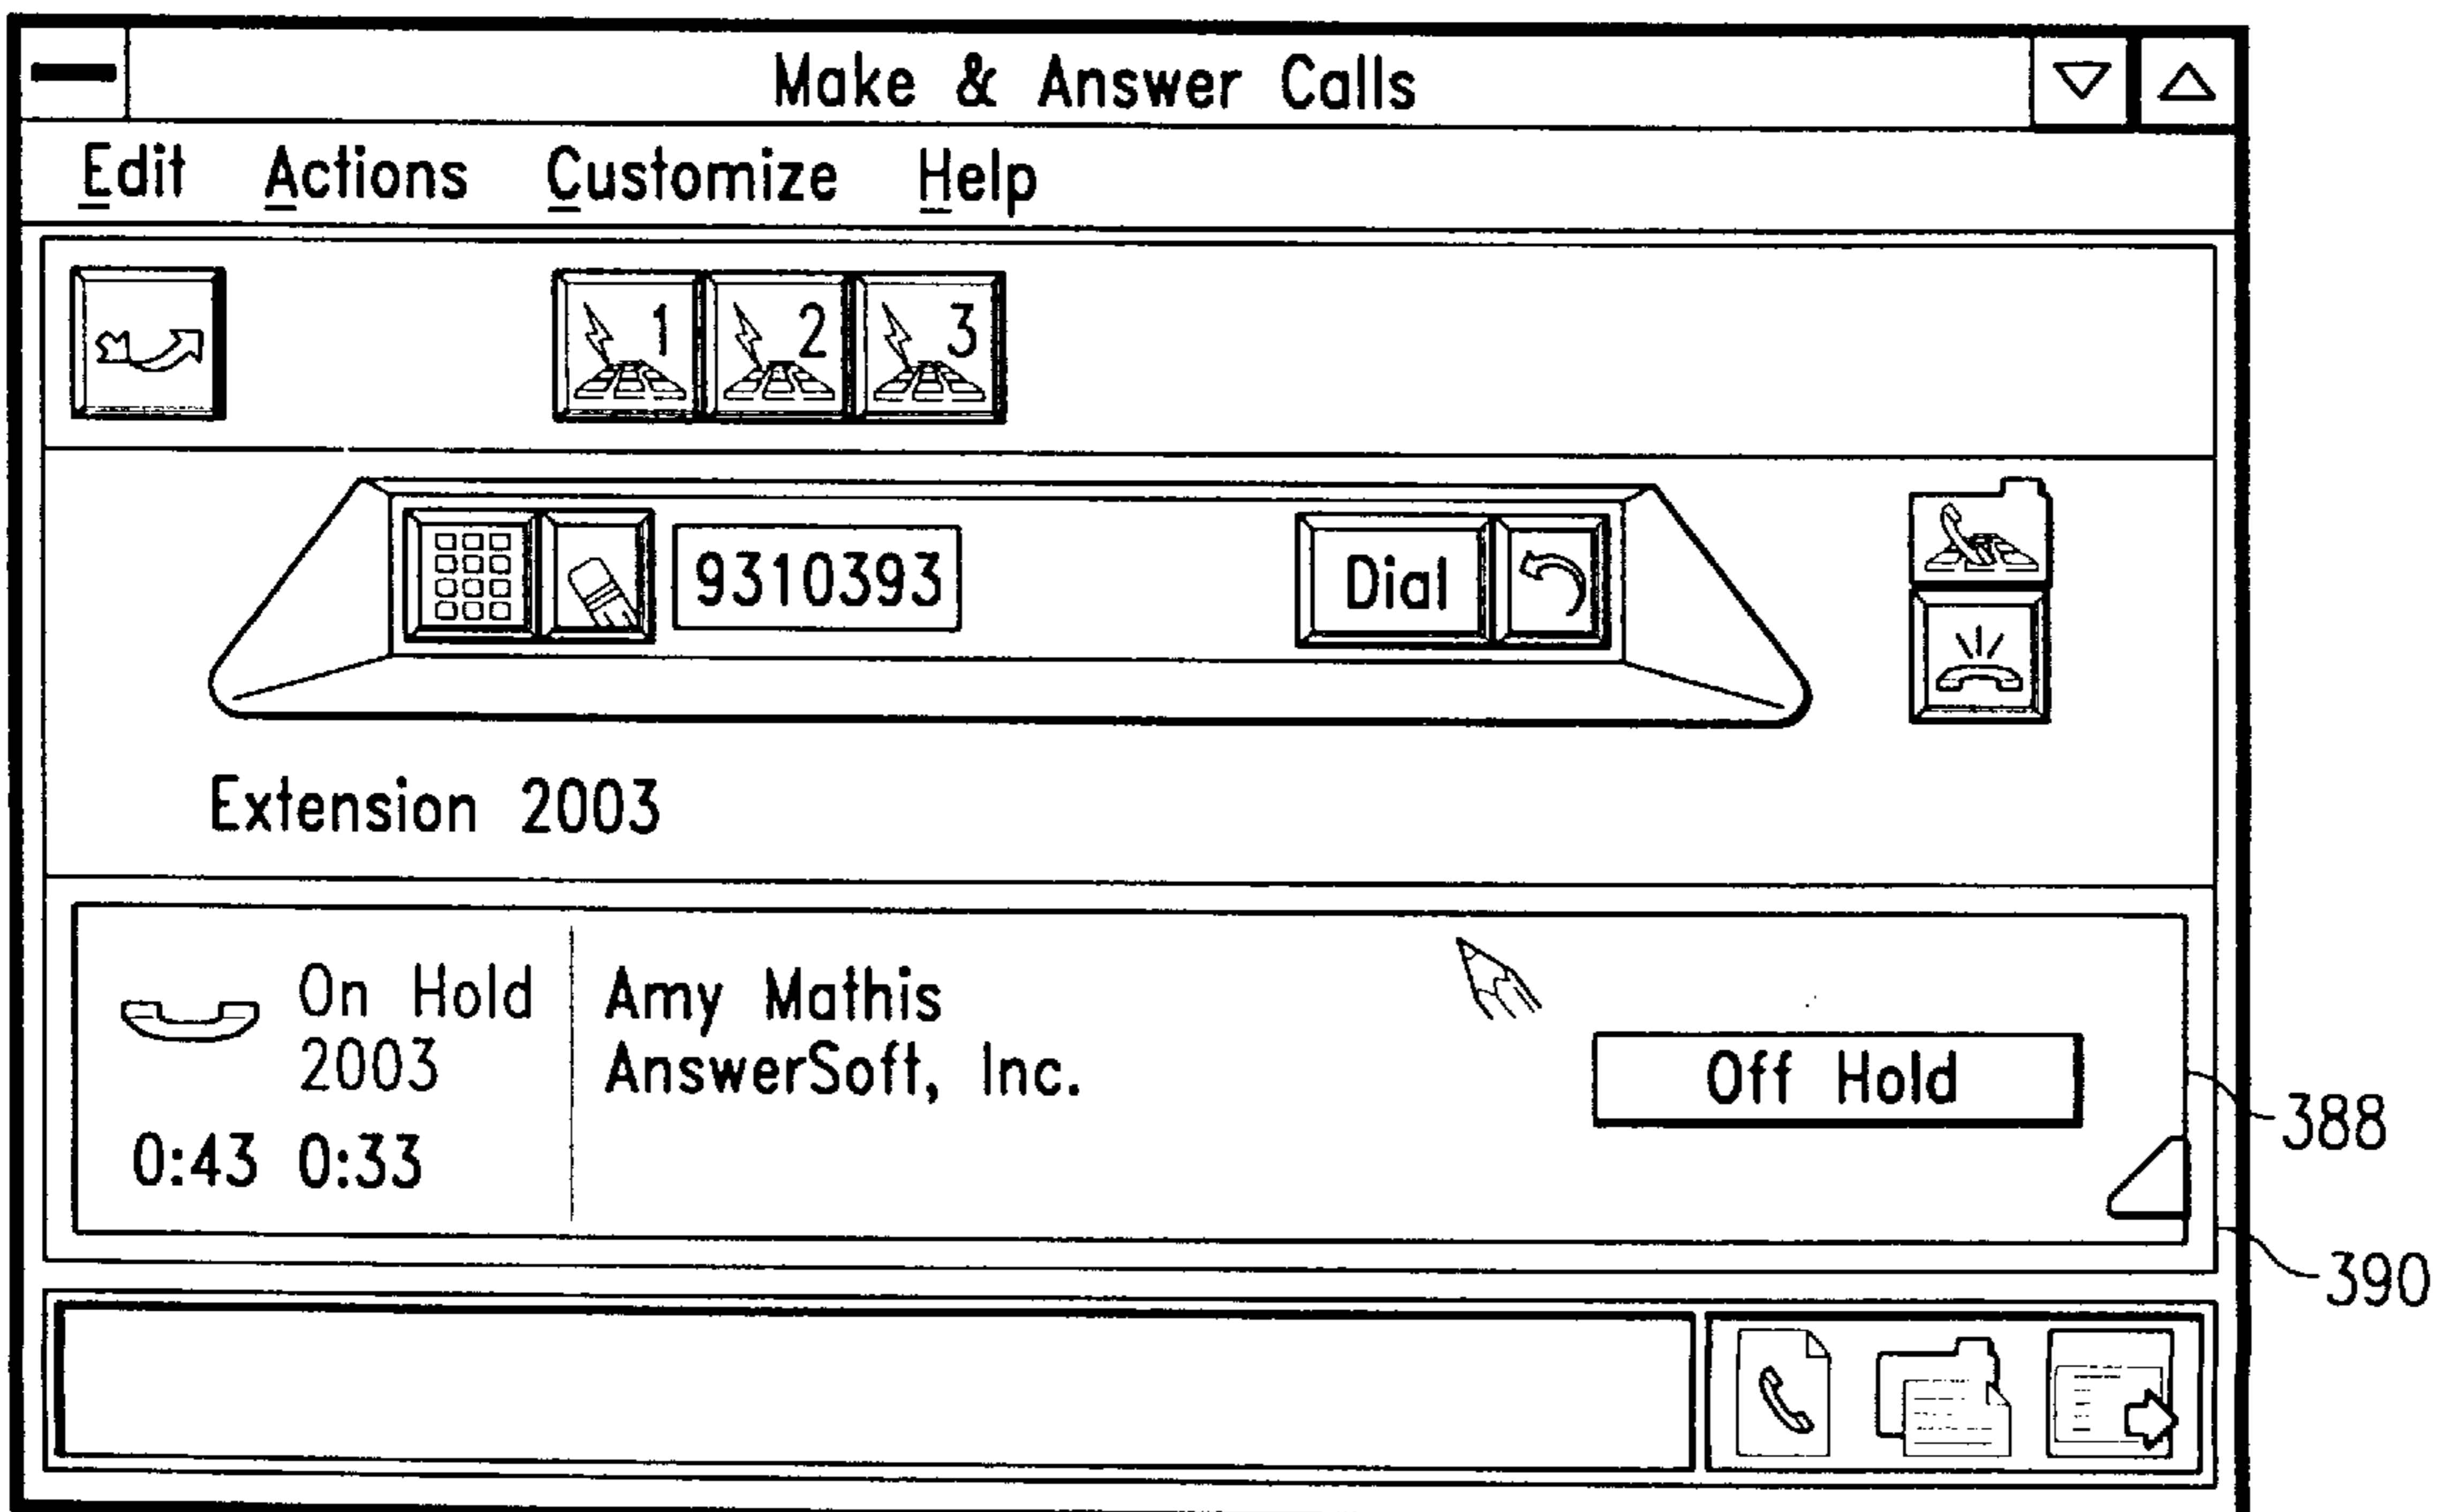 Make & Answer Calls
Edit Actions Customize Help
1 2 3
9310393 Dial
Extension 2003
On Hold
2003
0:43 0:33
Amy Mathis
AnswerSoft, Inc.
Off Hold
388
390